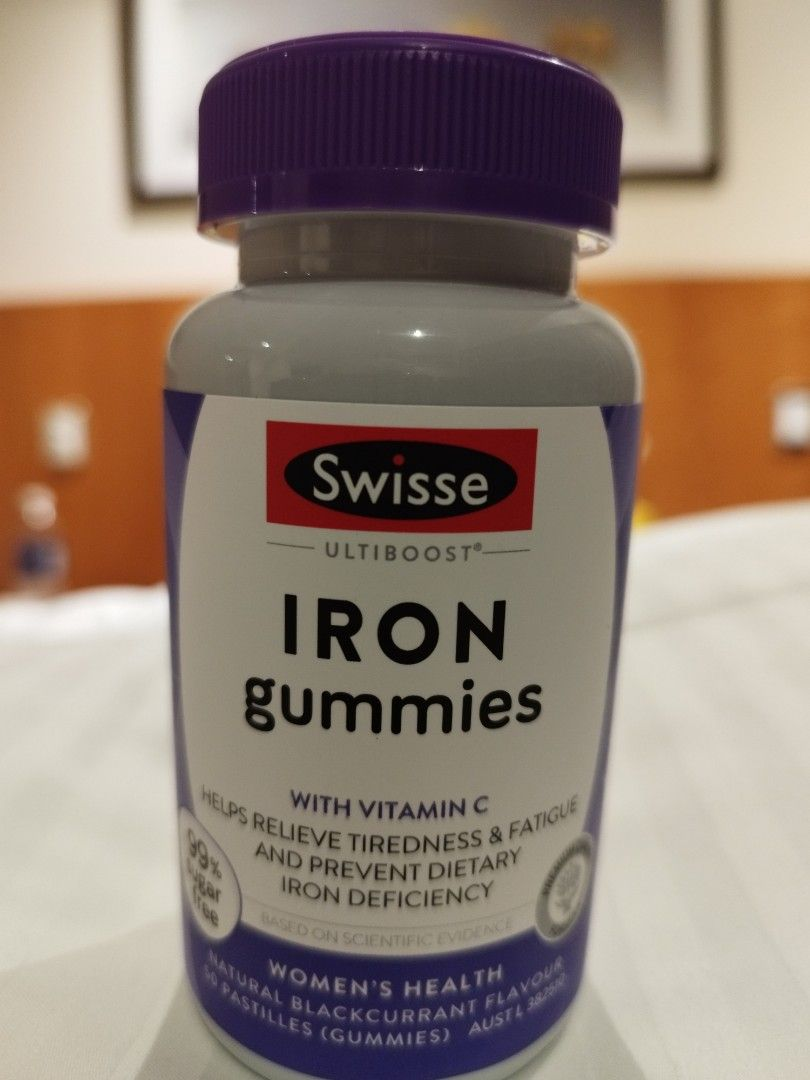 Swisse
ULTIBOOST®
IRON
gummies
WITH VITAMIN C
HELPS RELIEVE TIREDNESS & FATIGUE
AND PREVENT DIETARY
IRON DEFICIENCY
99%
sugar
free
BASED ON SCIENTIFIC EVIDENCE
WOMEN'S HEALTH
NATURAL BLACKCURRANT FLAVOUR
50 PASTILLES (GUMMIES) AUST L